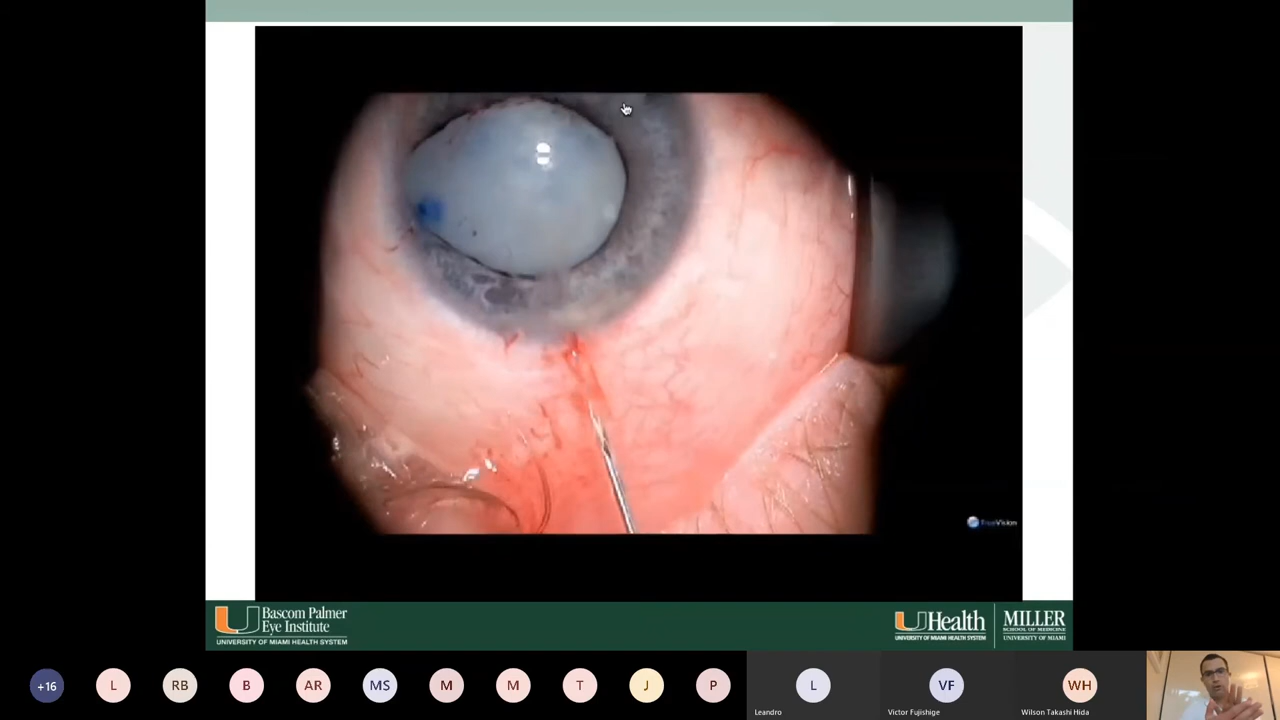 TrueVision
Bascom Palmer
Eye Institute
UNIVERSITY OF MIAMI HEALTH SYSTEM
UHealth
UNIVERSITY OF MIAMI HEALTH SYSTEM
MILLER
SCHOOL OF MEDICINE
UNIVERSITY OF MIAMI
+16
L
RB
B
AR
MS
M
M
T
J
P
L
Leandro
VF
Victor Fujishige
WH
Wilson Takashi Hida